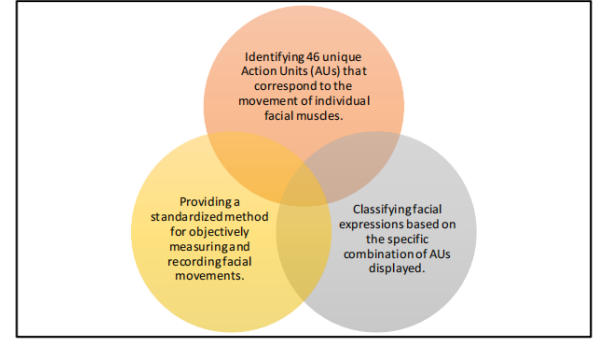 Identifying 46 unique
Action Units (AUs) that
correspond to the
movement of individual
facial muscles.
Providing a
standardized method
for objectively
measuring and
recording facial
movements.
Classifying facial
expressions based on
the specific
combination of AUs
displayed.